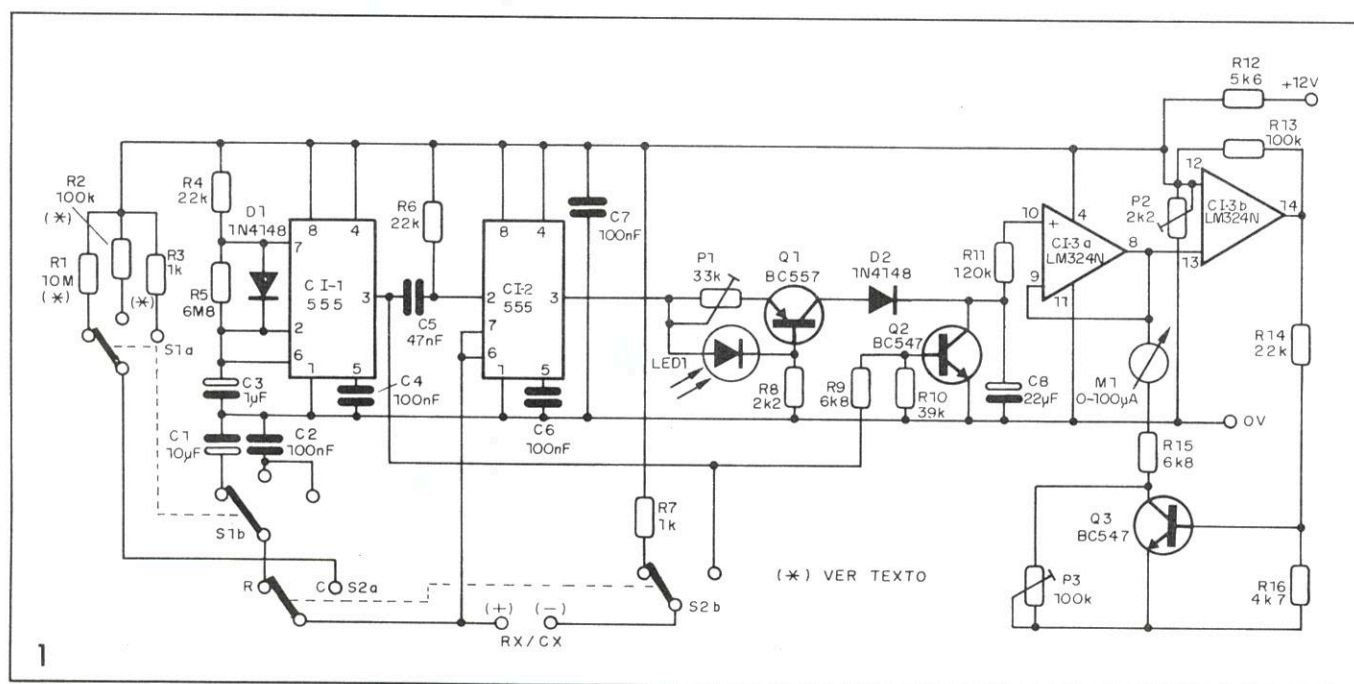 R12
5k6
+12V
R13
100k
R2
100k
(*)
R1
10M
(*)
R3
1k
(*)
S1a
R4
22k
D1
1N4148
R5
6M8
7
2
6
8
4
CI-1
555
3
1
5
C3
1µF
C4
100nF
C1
10µF
C2
100nF
S1b
R
C
S2a
R6
22k
C5
47nF
8
4
2
7
6
CI-2
555
3
1
5
C6
100nF
C7
100nF
P1
33k
Q1
BC557
D2
1N4148
LED1
R8
2k2
R9
6k8
Q2
BC547
R10
39k
R11
120k
C8
22µF
10
+
9
4
CI-3a
LM324N
8
11
P2
2k2
12
CI-3b
LM324N
14
13
M1
0-100µA
R14
22k
0V
R15
6k8
Q3
BC547
P3
100k
R16
4k7
R7
1k
S2b
(+)
(-)
RX/CX
(*) VER TEXTO
1